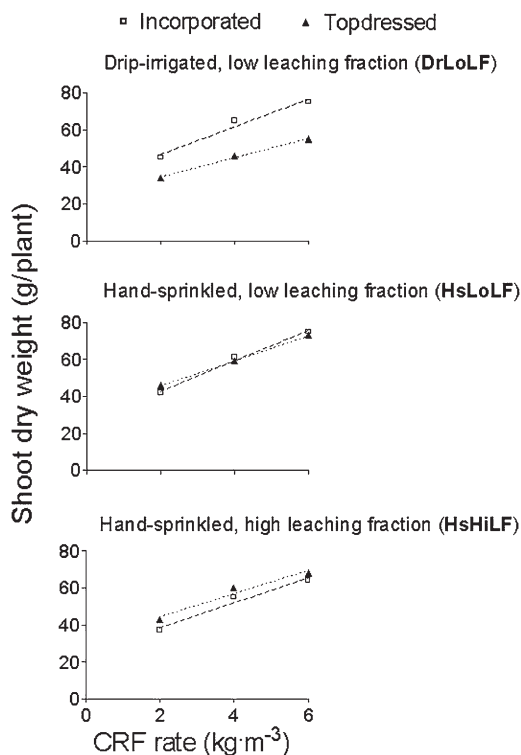 □ Incorporated ▲ Topdressed
Drip-irrigated, low leaching fraction (DrLoLF)
80
60
40
20
0
Hand-sprinkled, low leaching fraction (HsLoLF)
80
60
40
20
0
Hand-sprinkled, high leaching fraction (HsHiLF)
80
60
40
20
0
0 2 4 6
CRF rate (kg·m⁻³)
Shoot dry weight (g/plant)